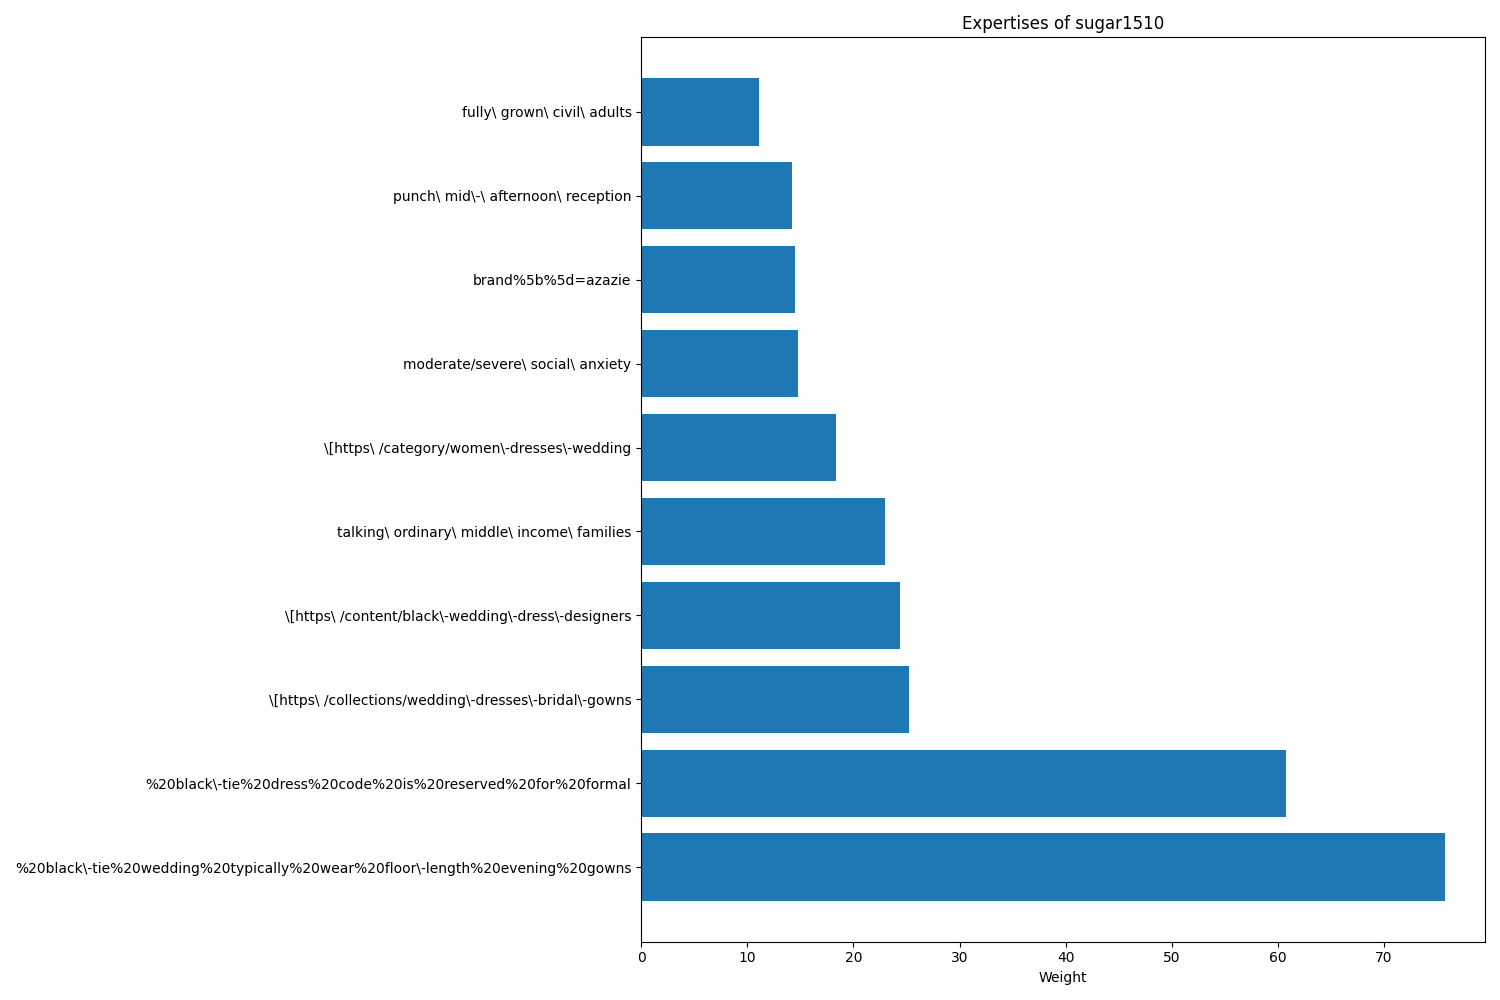 Expertises of sugar1510
fully\ grown\ civil\ adults
punch\ mid\-\ afternoon\ reception
brand%5b%5d=azazie
moderate/severe\ social\ anxiety
\[https\ /category/women\-dresses\-wedding
talking\ ordinary\ middle\ income\ families
\[https\ /content/black\-wedding\-dress\-designers
\[https\ /collections/wedding\-dresses\-bridal\-gowns
%20black\-tie%20dress%20code%20is%20reserved%20for%20formal
%20black\-tie%20wedding%20typically%20wear%20floor\-length%20evening%20gowns
0 10 20 30 40 50 60 70
Weight